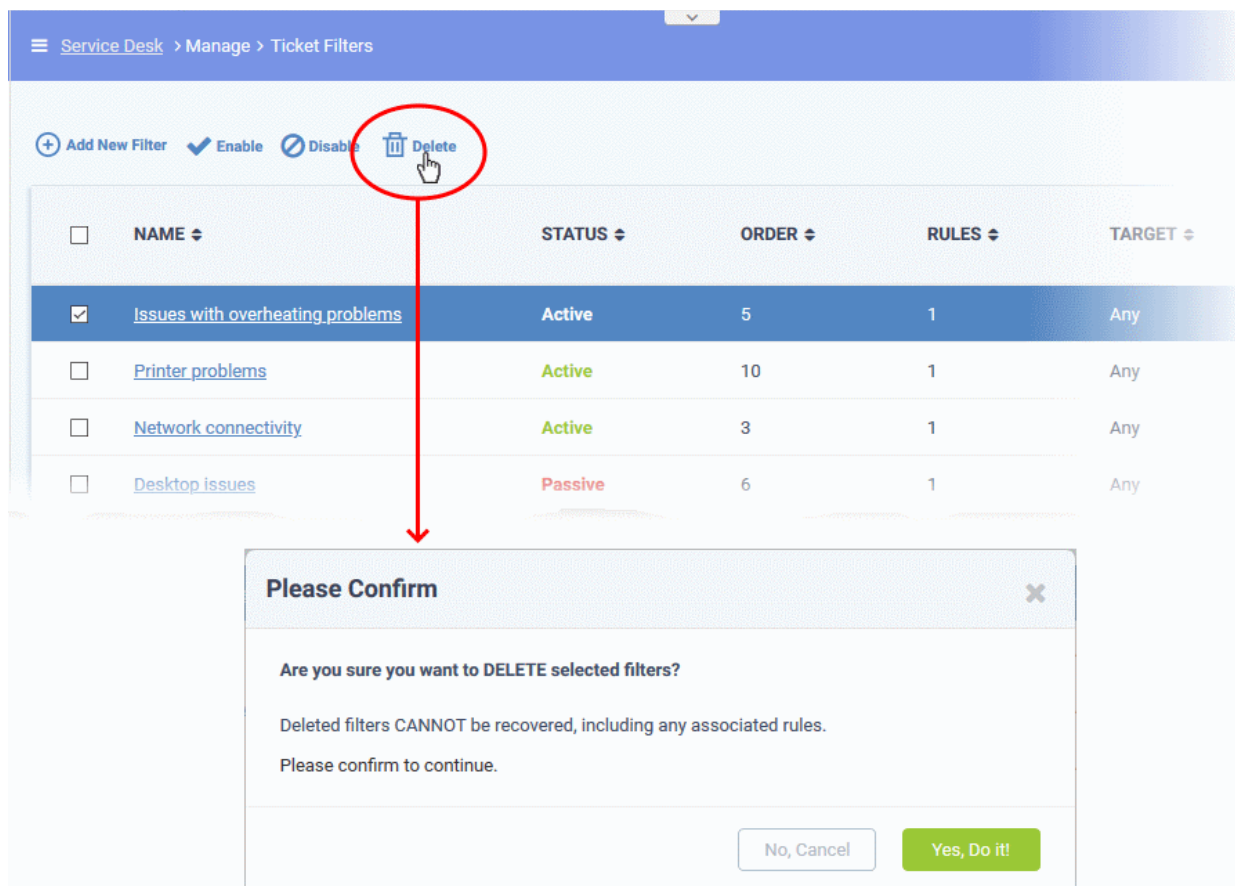 Service Desk > Manage > Ticket Filters
Add New Filter Enable Disable Delete
NAME STATUS ORDER RULES TARGET
Issues with overheating problems Active 5 1 Any
Printer problems Active 10 1 Any
Network connectivity Active 3 1 Any
Desktop issues Passive 6 1 Any
Please Confirm
Are you sure you want to DELETE selected filters?
Deleted filters CANNOT be recovered, including any associated rules.
Please confirm to continue.
No, Cancel Yes, Do it!